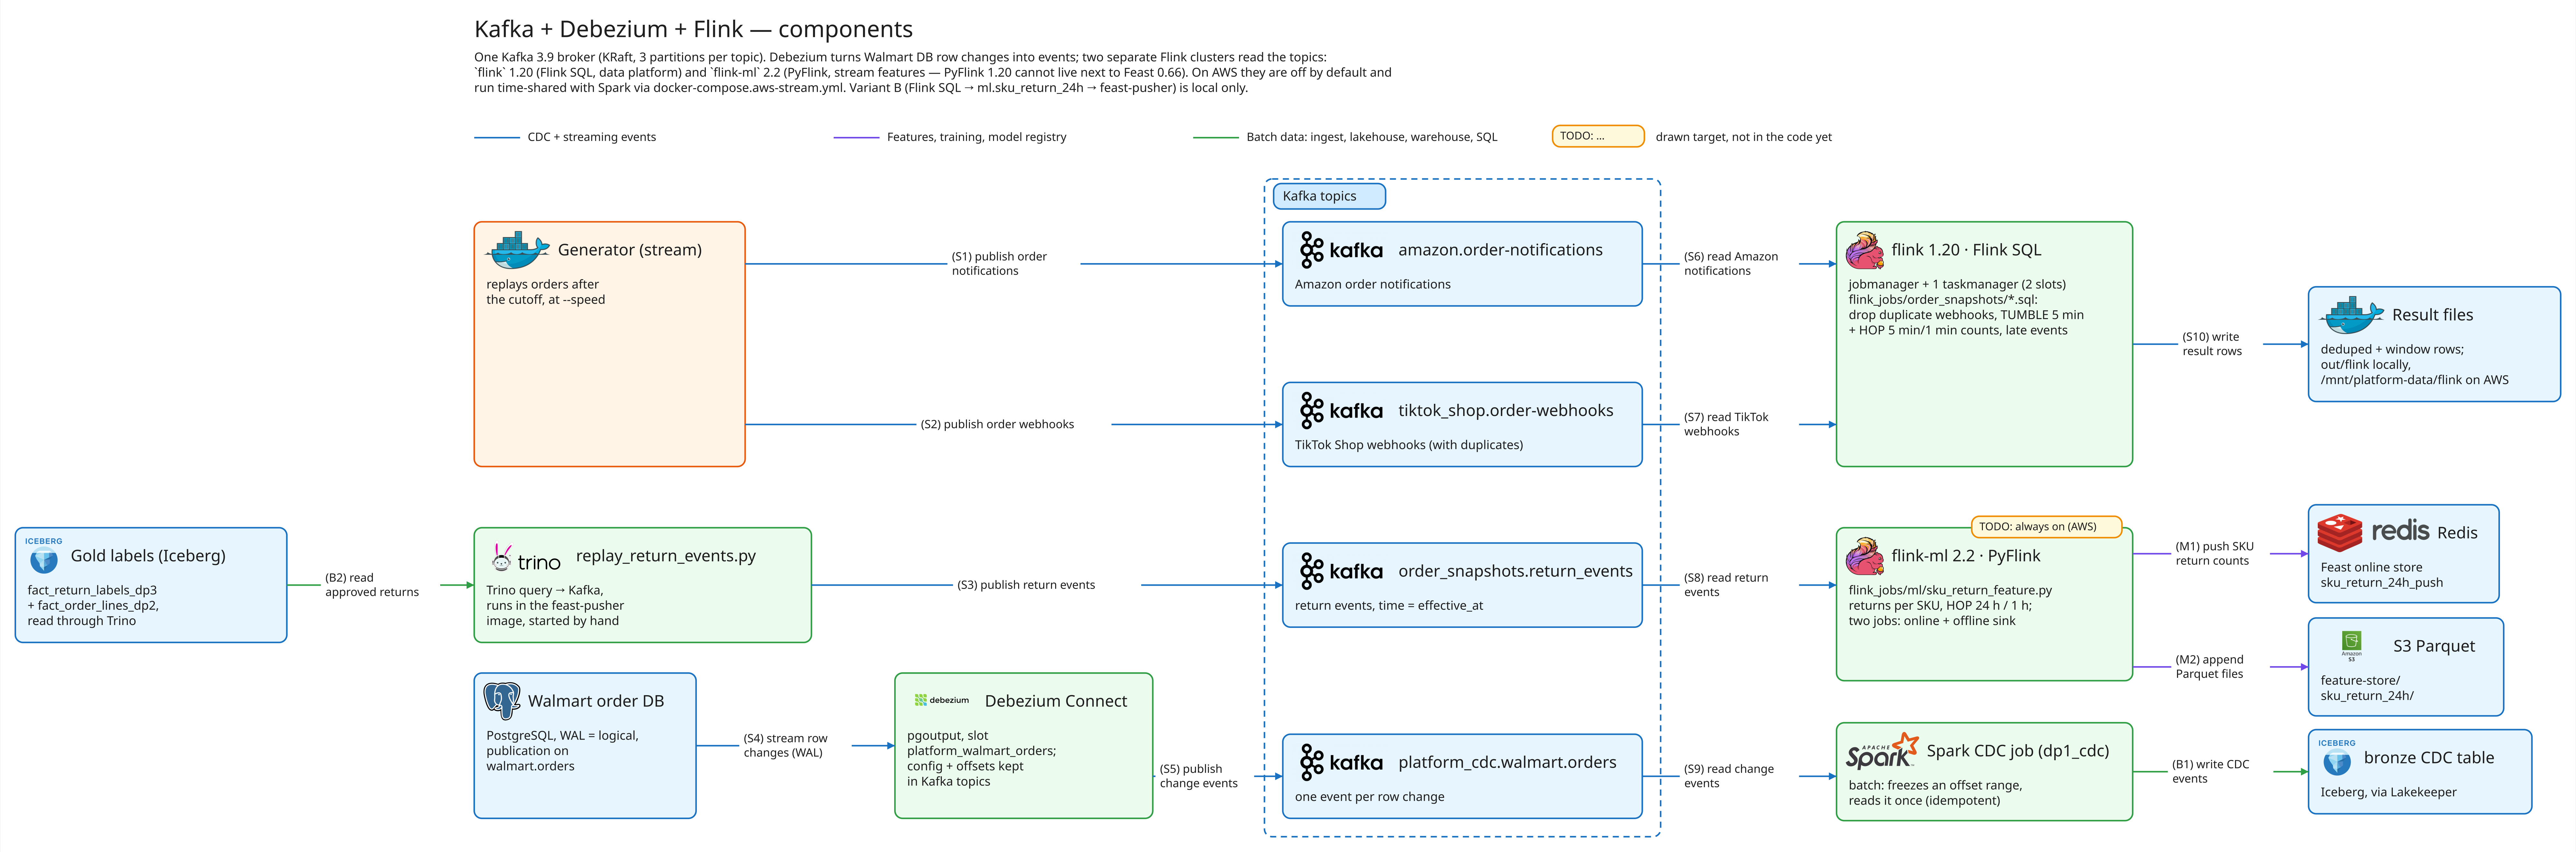 Kafka + Debezium + Flink — components
One Kafka 3.9 broker (KRaft, 3 partitions per topic). Debezium turns Walmart DB row changes into events; two separate Flink clusters read the topics:
`flink` 1.20 (Flink SQL, data platform) and `flink-ml` 2.2 (PyFlink, stream features — PyFlink 1.20 cannot live next to Feast 0.66). On AWS they are off by default and
run time-shared with Spark via docker-compose.aws-stream.yml. Variant B (Flink SQL → ml.sku_return_24h → feast-pusher) is local only.
CDC + streaming events
Features, training, model registry
Batch data: ingest, lakehouse, warehouse, SQL
TODO: ...
drawn target, not in the code yet
Kafka topics
Generator (stream)
replays orders after
the cutoff, at --speed
(S1) publish order
notifications
(S2) publish order webhooks
kafka
amazon.order-notifications
Amazon order notifications
kafka
tiktok_shop.order-webhooks
TikTok Shop webhooks (with duplicates)
(S6) read Amazon
notifications
(S7) read TikTok
webhooks
flink 1.20 · Flink SQL
jobmanager + 1 taskmanager (2 slots)
flink_jobs/order_snapshots/*.sql:
drop duplicate webhooks, TUMBLE 5 min
+ HOP 5 min/1 min counts, late events
(S10) write
result rows
Result files
deduped + window rows;
out/flink locally,
/mnt/platform-data/flink on AWS
ICEBERG
Gold labels (Iceberg)
fact_return_labels_dp3
+ fact_order_lines_dp2,
read through Trino
(B2) read
approved returns
trino
replay_return_events.py
Trino query → Kafka,
runs in the feast-pusher
image, started by hand
(S3) publish return events
kafka
order_snapshots.return_events
return events, time = effective_at
(S8) read return
events
TODO: always on (AWS)
flink-ml 2.2 · PyFlink
flink_jobs/ml/sku_return_feature.py
returns per SKU, HOP 24 h / 1 h;
two jobs: online + offline sink
(M1) push SKU
return counts
redis
Redis
Feast online store
sku_return_24h_push
(M2) append
Parquet files
Amazon
S3
S3 Parquet
feature-store/
sku_return_24h/
Walmart order DB
PostgreSQL, WAL = logical,
publication on
walmart.orders
(S4) stream row
changes (WAL)
debezium
Debezium Connect
pgoutput, slot
platform_walmart_orders;
config + offsets kept
in Kafka topics
(S5) publish
change events
kafka
platform_cdc.walmart.orders
one event per row change
(S9) read change
events
APACHE
Spark
Spark CDC job (dp1_cdc)
batch: freezes an offset range,
reads it once (idempotent)
(B1) write CDC
events
ICEBERG
bronze CDC table
Iceberg, via Lakekeeper